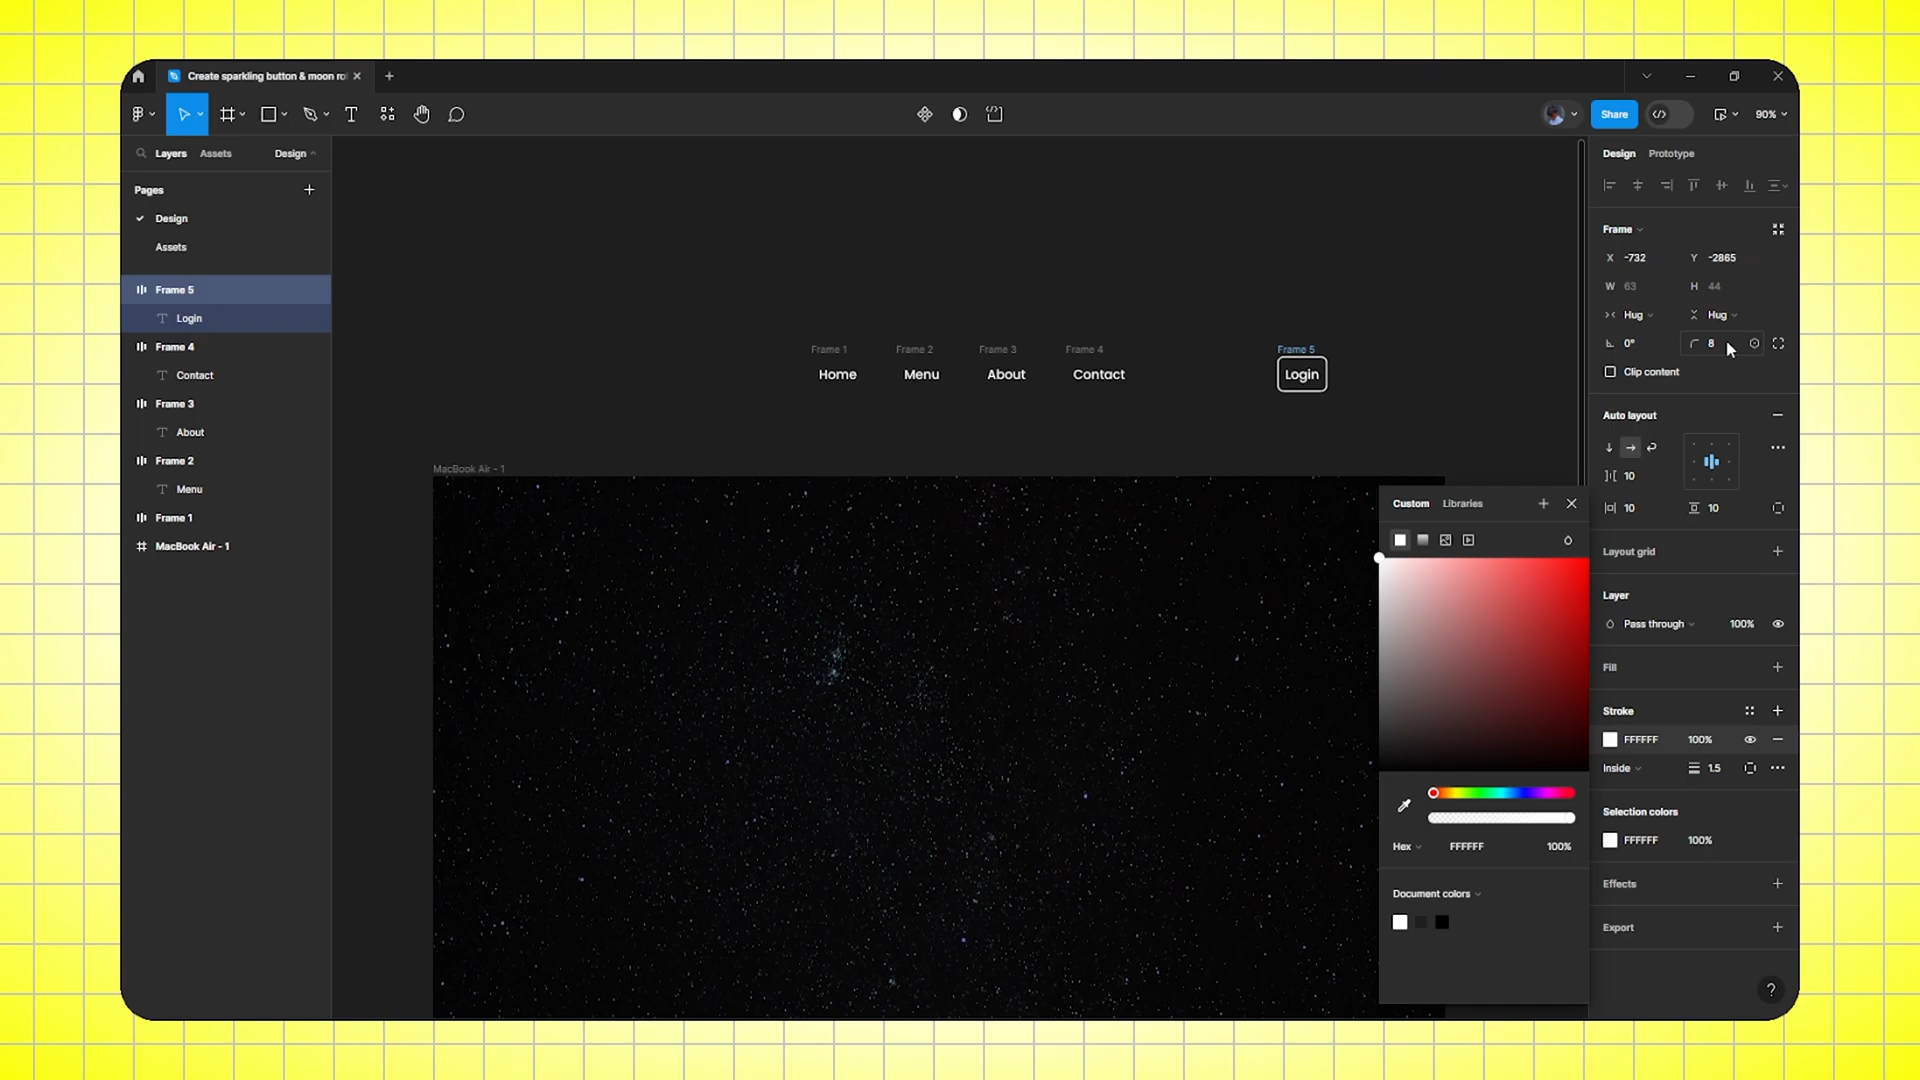 Create sparkling button & moon ro
Share
90%
Layers
Assets
Design
Design
Prototype
Pages
Design
Assets
Frame 5
Login
Frame 4
Contact
Frame 3
About
Frame 2
Menu
Frame 1
MacBook Air - 1
Frame 1
Frame 2
Frame 3
Frame 4
Frame 5
Home
Menu
About
Contact
Login
MacBook Air - 1
Custom
Libraries
Hex
FFFFFF
100%
Document colors
Frame
X -732
Y -2865
W 63
H 44
Hug
Hug
0°
8
Clip content
Auto layout
10
10
10
Layout grid
Layer
Pass through
100%
Fill
Stroke
FFFFFF
100%
Inside
1.5
Selection colors
FFFFFF
100%
Effects
Export
?